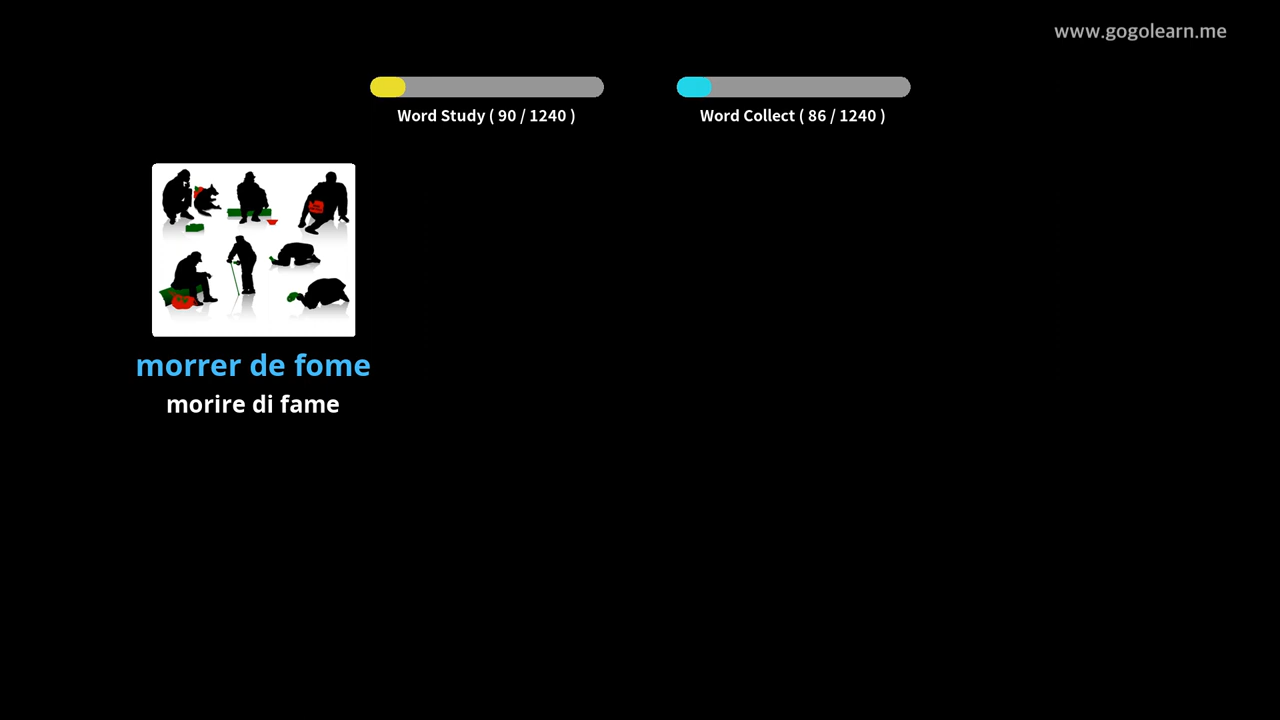 www.gogolearn.me
Word Study ( 90 / 1240 )
Word Collect ( 86 / 1240 )
morrer de fome
morire di fame